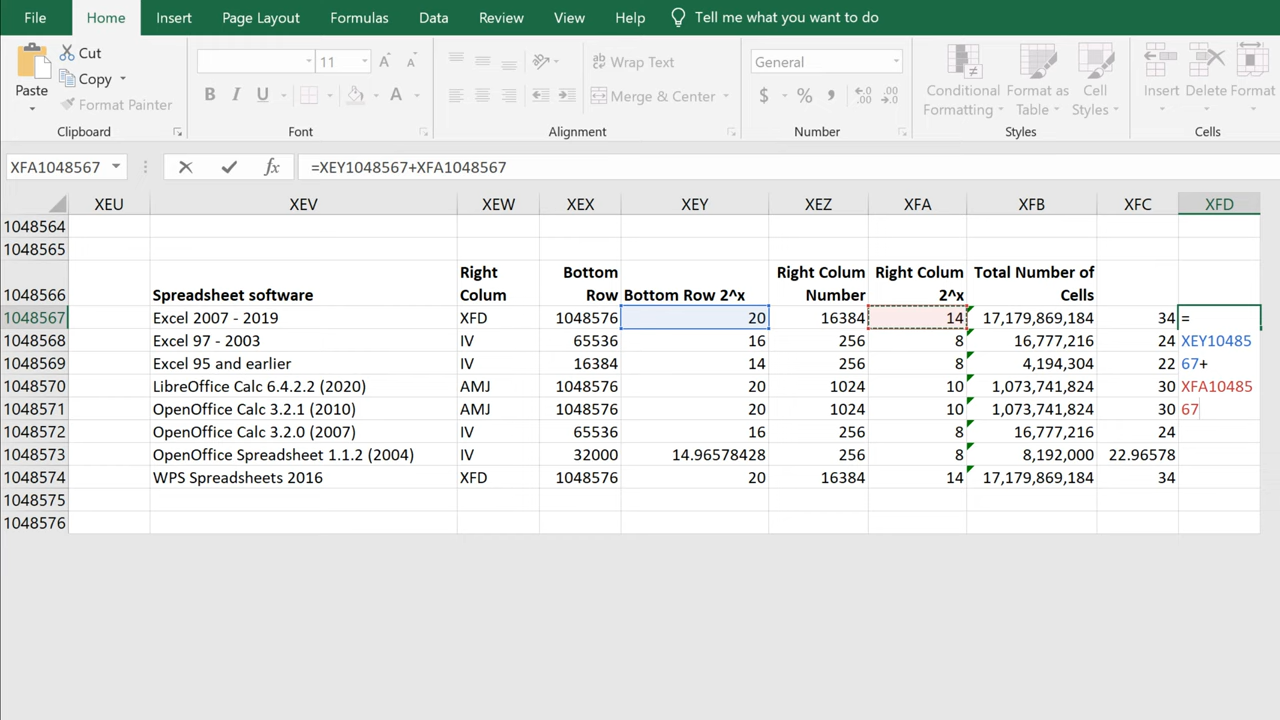 File Home Insert Page Layout Formulas Data Review View Help Tell me what you want to do
Paste
Cut
Copy
Format Painter
Clipboard
11
B I U A
Font
Wrap Text
Merge & Center
Alignment
General
$ % ,
Number
Conditional Formatting
Format as Table
Cell Styles
Styles
Insert Delete Format
Cells
XFA1048567 fx =XEY1048567+XFA1048567
XEU XEV XEW XEX XEY XEZ XFA XFB XFC XFD
1048564
1048565
1048566 Spreadsheet software Right Colum Bottom Row Bottom Row 2^x Right Colum Number Right Colum 2^x Total Number of Cells
1048567 Excel 2007 - 2019 XFD 1048576 20 16384 14 17,179,869,184 34 =
1048568 Excel 97 - 2003 IV 65536 16 256 8 16,777,216 24 XEY10485
1048569 Excel 95 and earlier IV 16384 14 256 8 4,194,304 22 67+
1048570 LibreOffice Calc 6.4.2.2 (2020) AMJ 1048576 20 1024 10 1,073,741,824 30 XFA10485
1048571 OpenOffice Calc 3.2.1 (2010) AMJ 1048576 20 1024 10 1,073,741,824 30 67
1048572 OpenOffice Calc 3.2.0 (2007) IV 65536 16 256 8 16,777,216 24
1048573 OpenOffice Spreadsheet 1.1.2 (2004) IV 32000 14.96578428 256 8 8,192,000 22.96578
1048574 WPS Spreadsheets 2016 XFD 1048576 20 16384 14 17,179,869,184 34
1048575
1048576